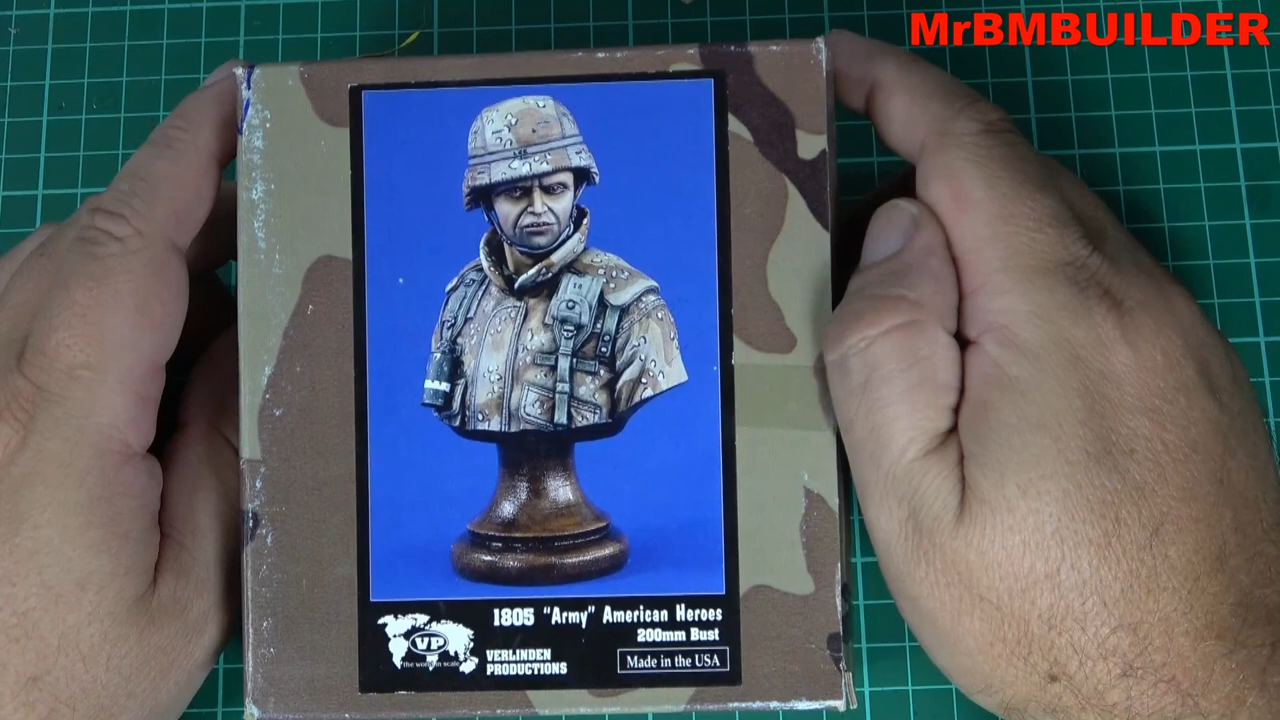 MrBMBUILDER
1805 "Army" American Heroes
200mm Bust
VP
the world in scale
VERLINDEN
PRODUCTIONS
Made in the USA